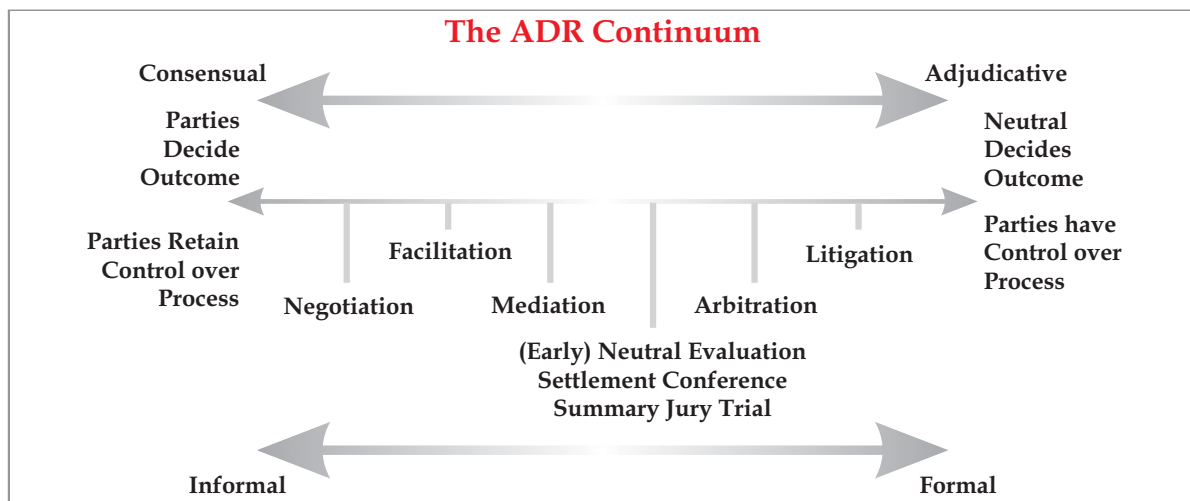 The ADR Continuum
Consensual
Adjudicative
Parties
Decide
Outcome
Neutral
Decides
Outcome
Parties Retain
Control over
Process
Parties have
Control over
Process
Negotiation
Facilitation
Mediation
(Early) Neutral Evaluation
Settlement Conference
Summary Jury Trial
Arbitration
Litigation
Informal
Formal